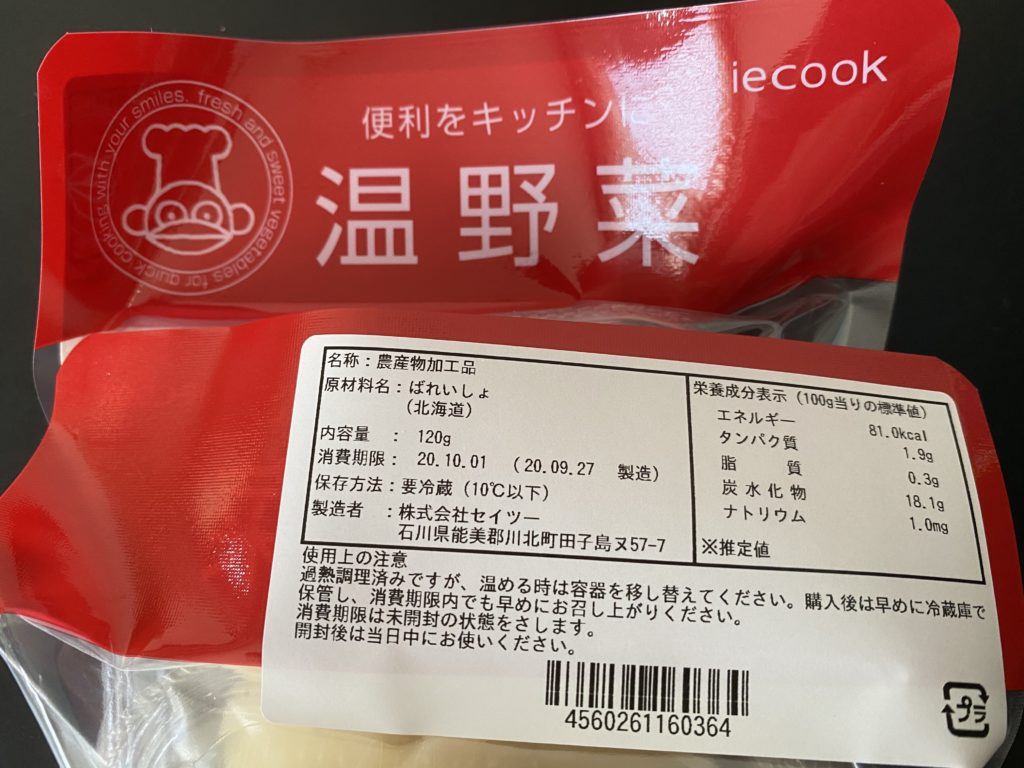 iecook
便利をキッチンに
温野菜
cooking with your smiles. fresh and sweet vegetables for quick
名称：農産物加工品
原材料名：ばれいしょ
（北海道）
内容量 ： 120g
消費期限： 20.10.01 （20.09.27 製造）
保存方法：要冷蔵（10℃以下）
製造者 ：株式会社セイツー
石川県能美郡川北町田子島ヌ57-7
栄養成分表示（100g当りの標準値）
エネルギー 81.0kcal
タンパク質 1.9g
脂 質 0.3g
炭水化物 18.1g
ナトリウム 1.0mg
※推定値
使用上の注意
過熱調理済みですが、温める時は容器を移し替えてください。購入後は早めに冷蔵庫で
保管し、消費期限内でも早めにお召し上がりください。
消費期限は未開封の状態をさします。
開封後は当日中にお使いください。
4560261160364
プラ